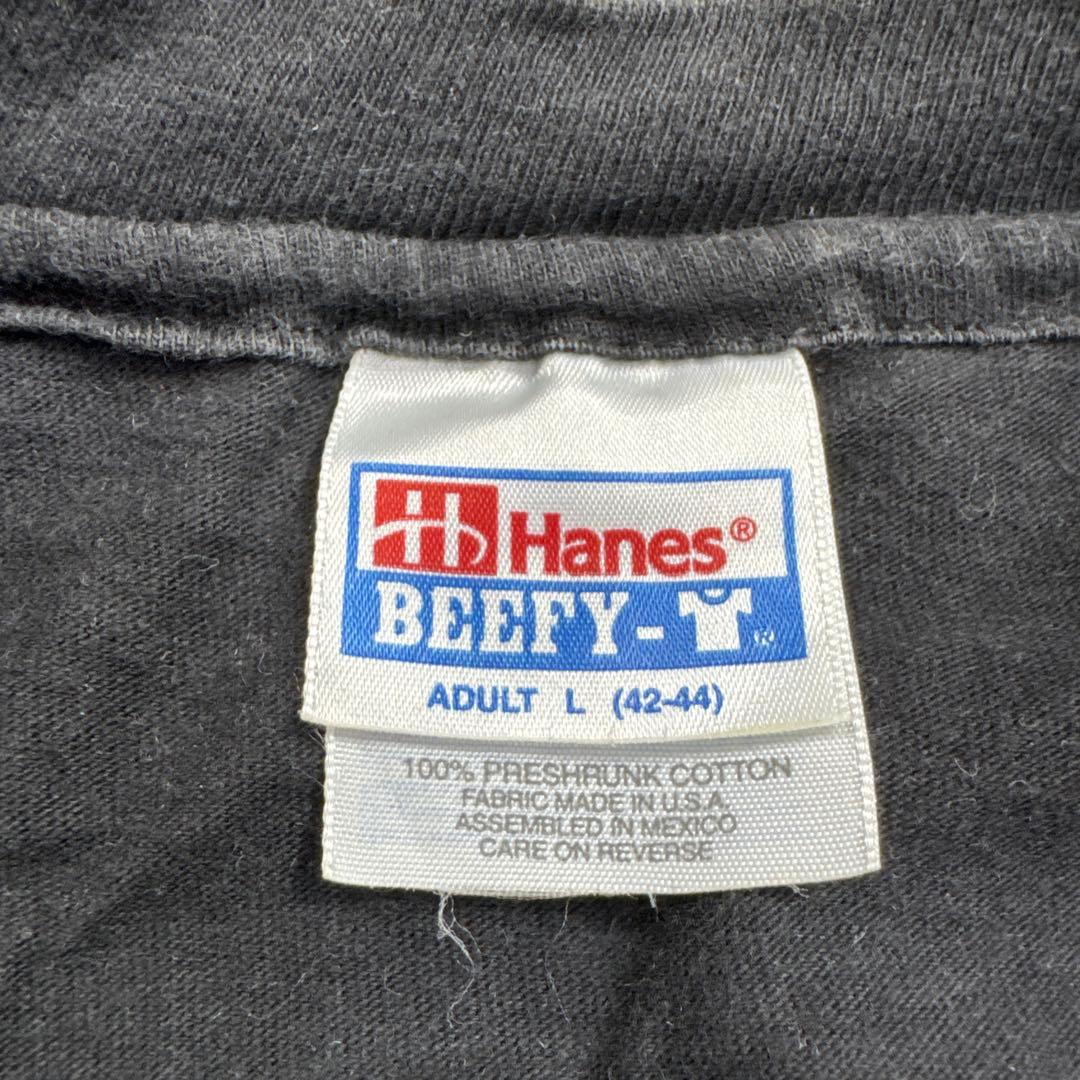 Hanes®
BEEFY-T®
ADULT L (42-44)
100% PRESHRUNK COTTON
FABRIC MADE IN U.S.A.
ASSEMBLED IN MEXICO
CARE ON REVERSE